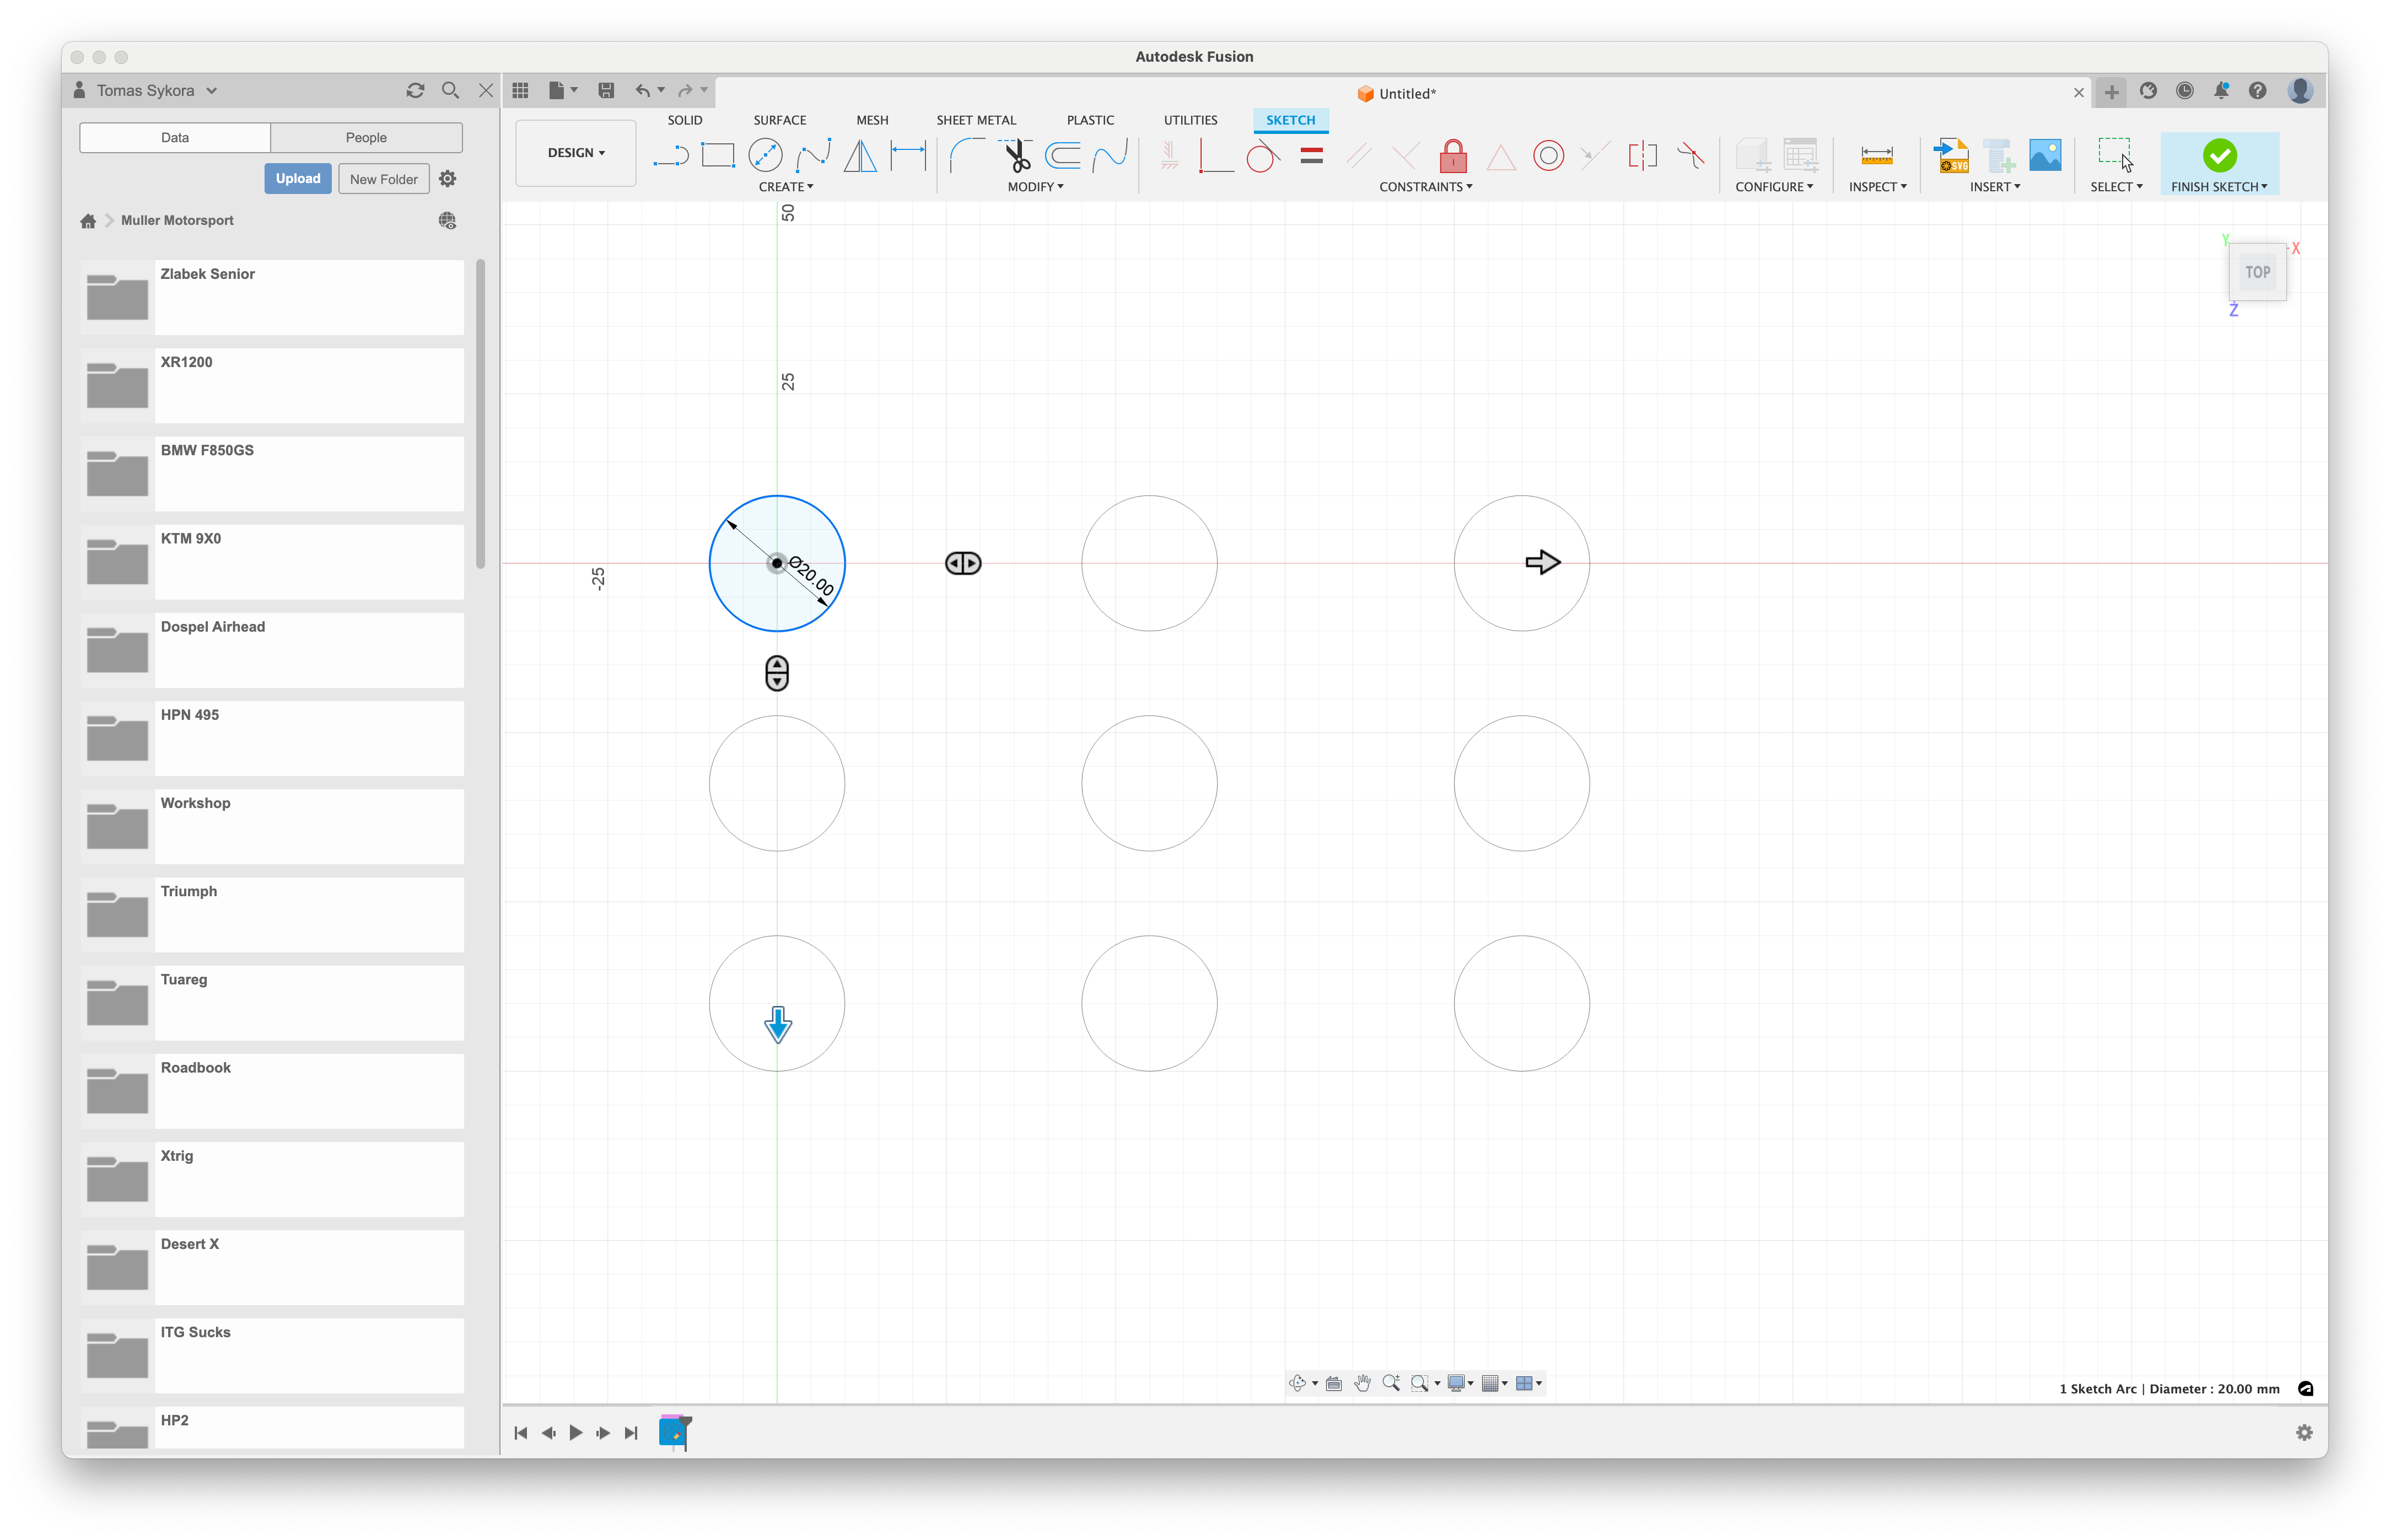 Autodesk Fusion
Tomas Sykora
Untitled*
Data
People
Upload
New Folder
Muller Motorsport
Zlabek Senior
XR1200
BMW F850GS
KTM 9X0
Dospel Airhead
HPN 495
Workshop
Triumph
Tuareg
Roadbook
Xtrig
Desert X
ITG Sucks
HP2
SOLID
SURFACE
MESH
SHEET METAL
PLASTIC
UTILITIES
SKETCH
DESIGN
SVG
CREATE
MODIFY
CONSTRAINTS
CONFIGURE
INSPECT
INSERT
SELECT
FINISH SKETCH
50
25
-25
Ø20.00
Y
X
TOP
Z
1 Sketch Arc | Diameter : 20.00 mm